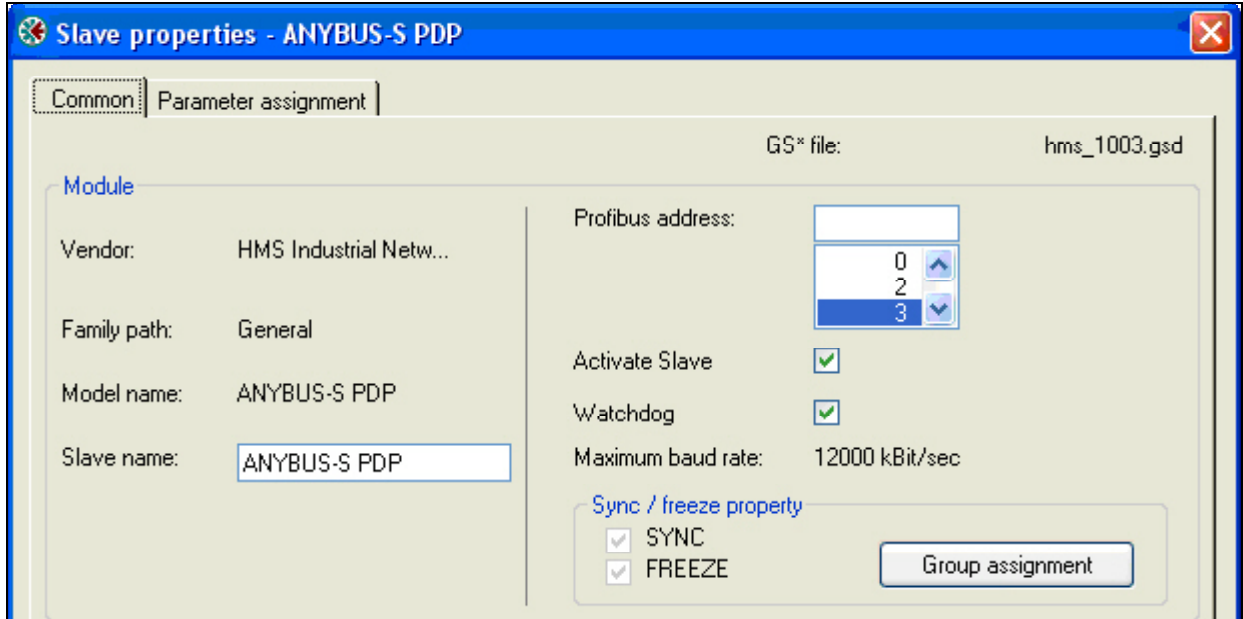 Slave properties - ANYBUS-S PDP
Common
Parameter assignment
GS* file:
hms_1003.gsd
Module
Vendor:
HMS Industrial Netw...
Family path:
General
Model name:
ANYBUS-S PDP
Slave name:
ANYBUS-S PDP
Profibus address:
0
2
3
Activate Slave
Watchdog
Maximum baud rate:
12000 kBit/sec
Sync / freeze property
SYNC
FREEZE
Group assignment